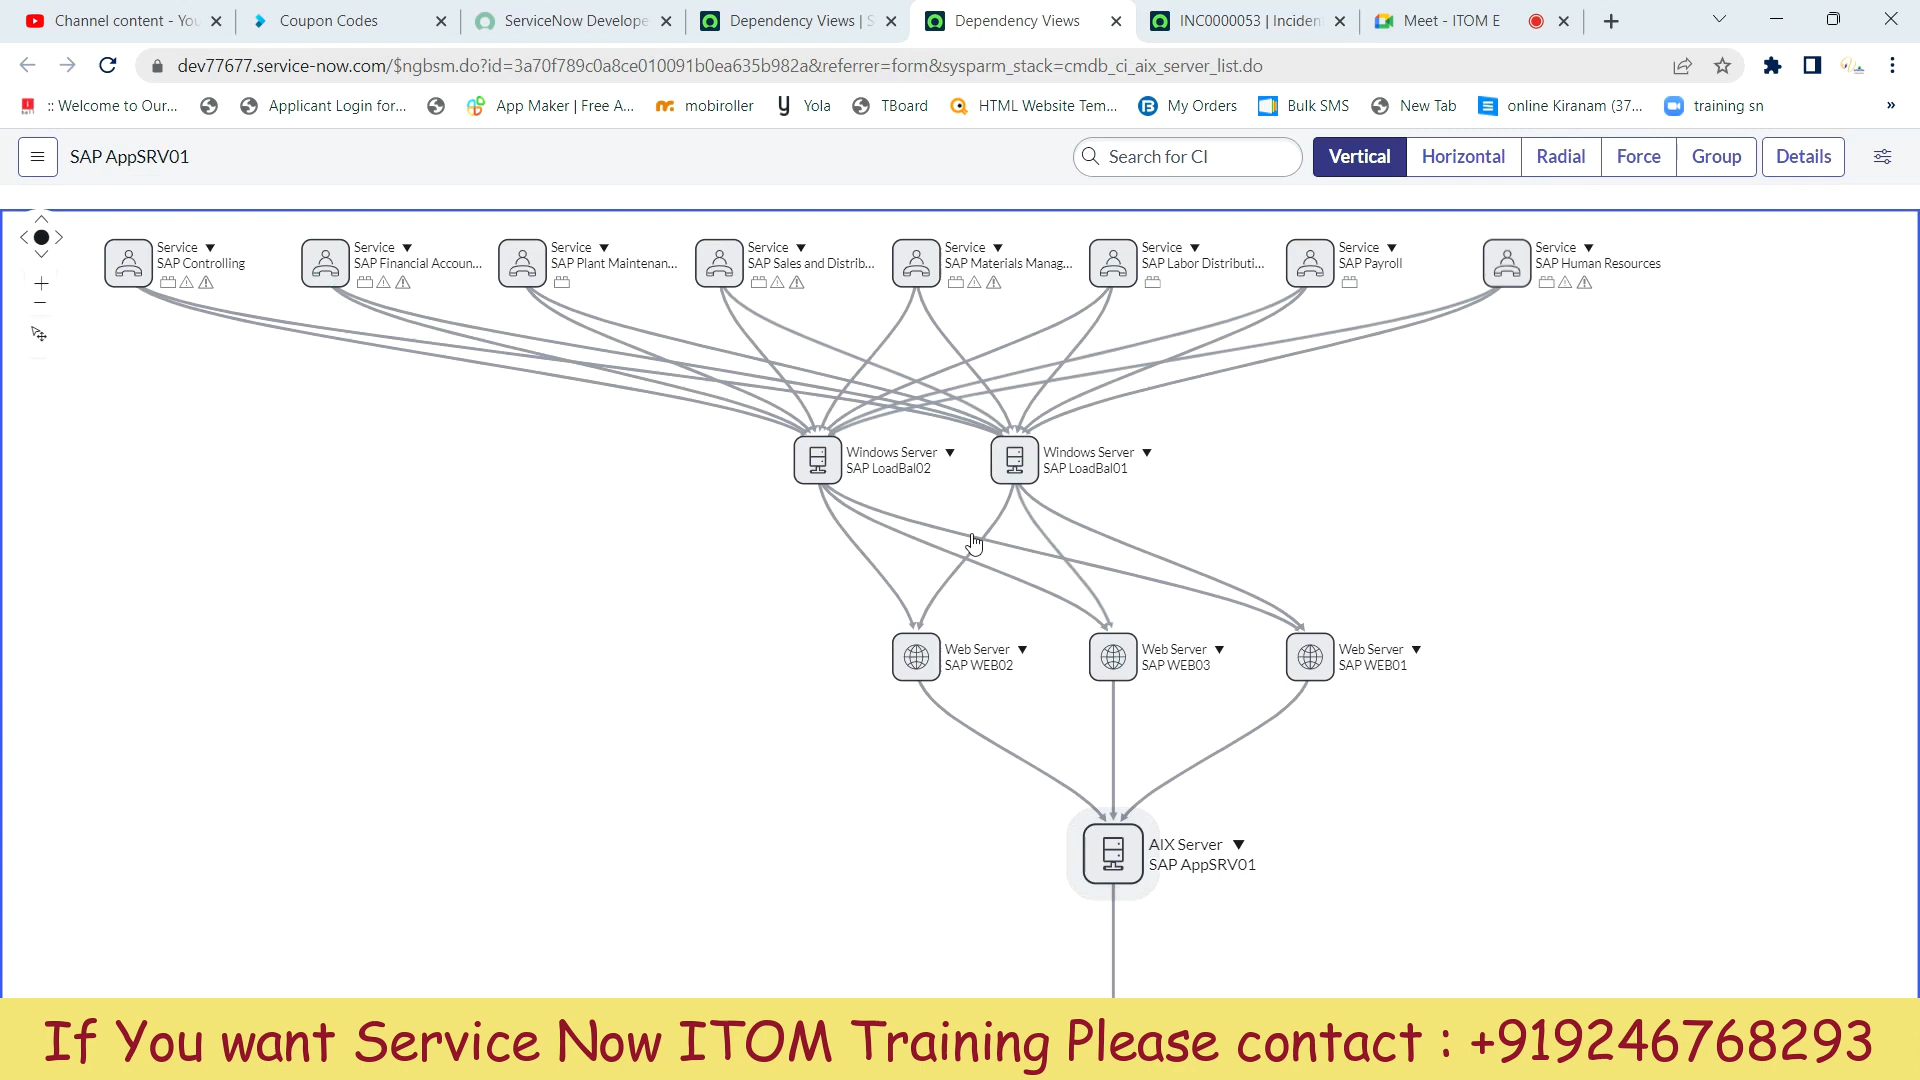 Channel content - You
Coupon Codes
ServiceNow Develope
Dependency Views | S
Dependency Views
INC0000053 | Inciden
Meet - ITOM E
dev77677.service-now.com/$ngbsm.do?id=3a70f789c0a8ce010091b0ea635b982a&referrer=form&sysparm_stack=cmdb_ci_aix_server_list.do
:: Welcome to Our...
Applicant Login for...
App Maker | Free A...
mobiroller
Yola
TBoard
HTML Website Tem...
My Orders
Bulk SMS
New Tab
online Kiranam (37...
training sn
SAP AppSRV01
Search for CI
Vertical
Horizontal
Radial
Force
Group
Details
Service
SAP Controlling
Service
SAP Financial Accoun...
Service
SAP Plant Maintenan...
Service
SAP Sales and Distrib...
Service
SAP Materials Manag...
Service
SAP Labor Distributi...
Service
SAP Payroll
Service
SAP Human Resources
Windows Server
SAP LoadBal02
Windows Server
SAP LoadBal01
Web Server
SAP WEB02
Web Server
SAP WEB03
Web Server
SAP WEB01
AIX Server
SAP AppSRV01
If You want Service Now ITOM Training Please contact : +919246768293